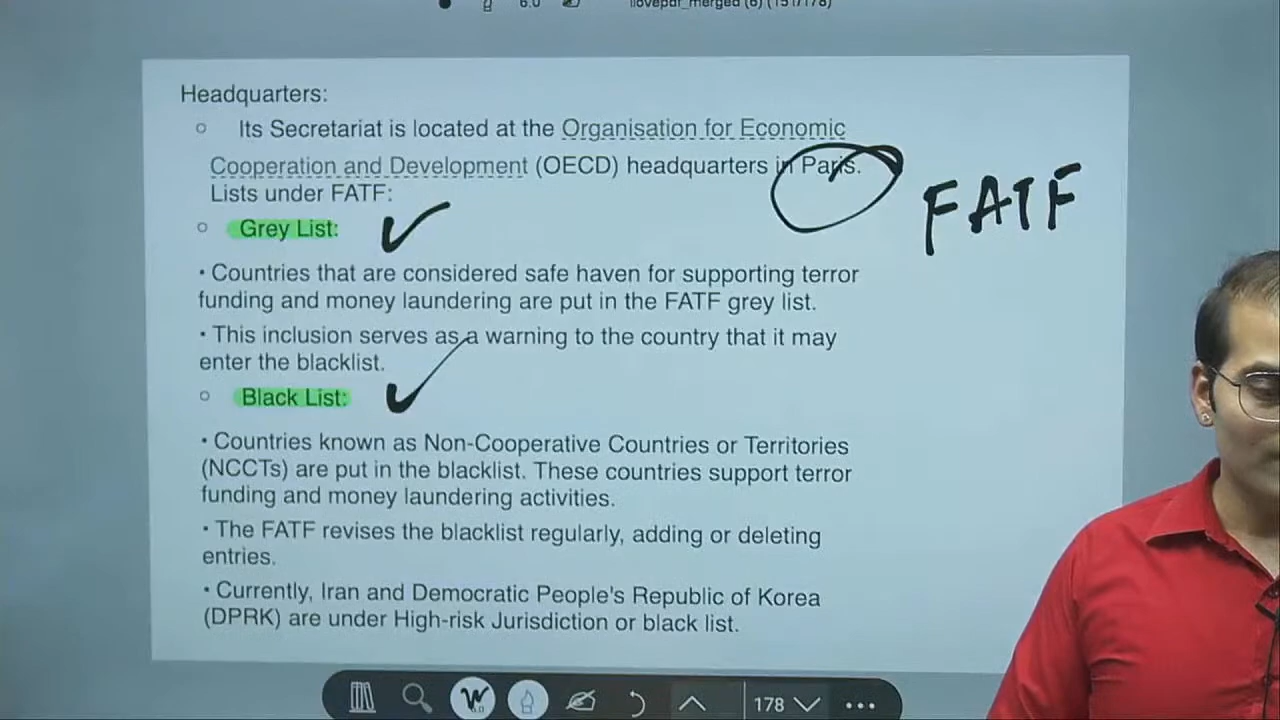 6.0 ilovepdf_merged (6) (151/178)
Headquarters:
Its Secretariat is located at the Organisation for Economic
Cooperation and Development (OECD) headquarters in Paris.
FATF
Lists under FATF:
Grey List:
• Countries that are considered safe haven for supporting terror
funding and money laundering are put in the FATF grey list.
• This inclusion serves as a warning to the country that it may
enter the blacklist.
Black List:
• Countries known as Non-Cooperative Countries or Territories
(NCCTs) are put in the blacklist. These countries support terror
funding and money laundering activities.
• The FATF revises the blacklist regularly, adding or deleting
entries.
• Currently, Iran and Democratic People's Republic of Korea
(DPRK) are under High-risk Jurisdiction or black list.
178